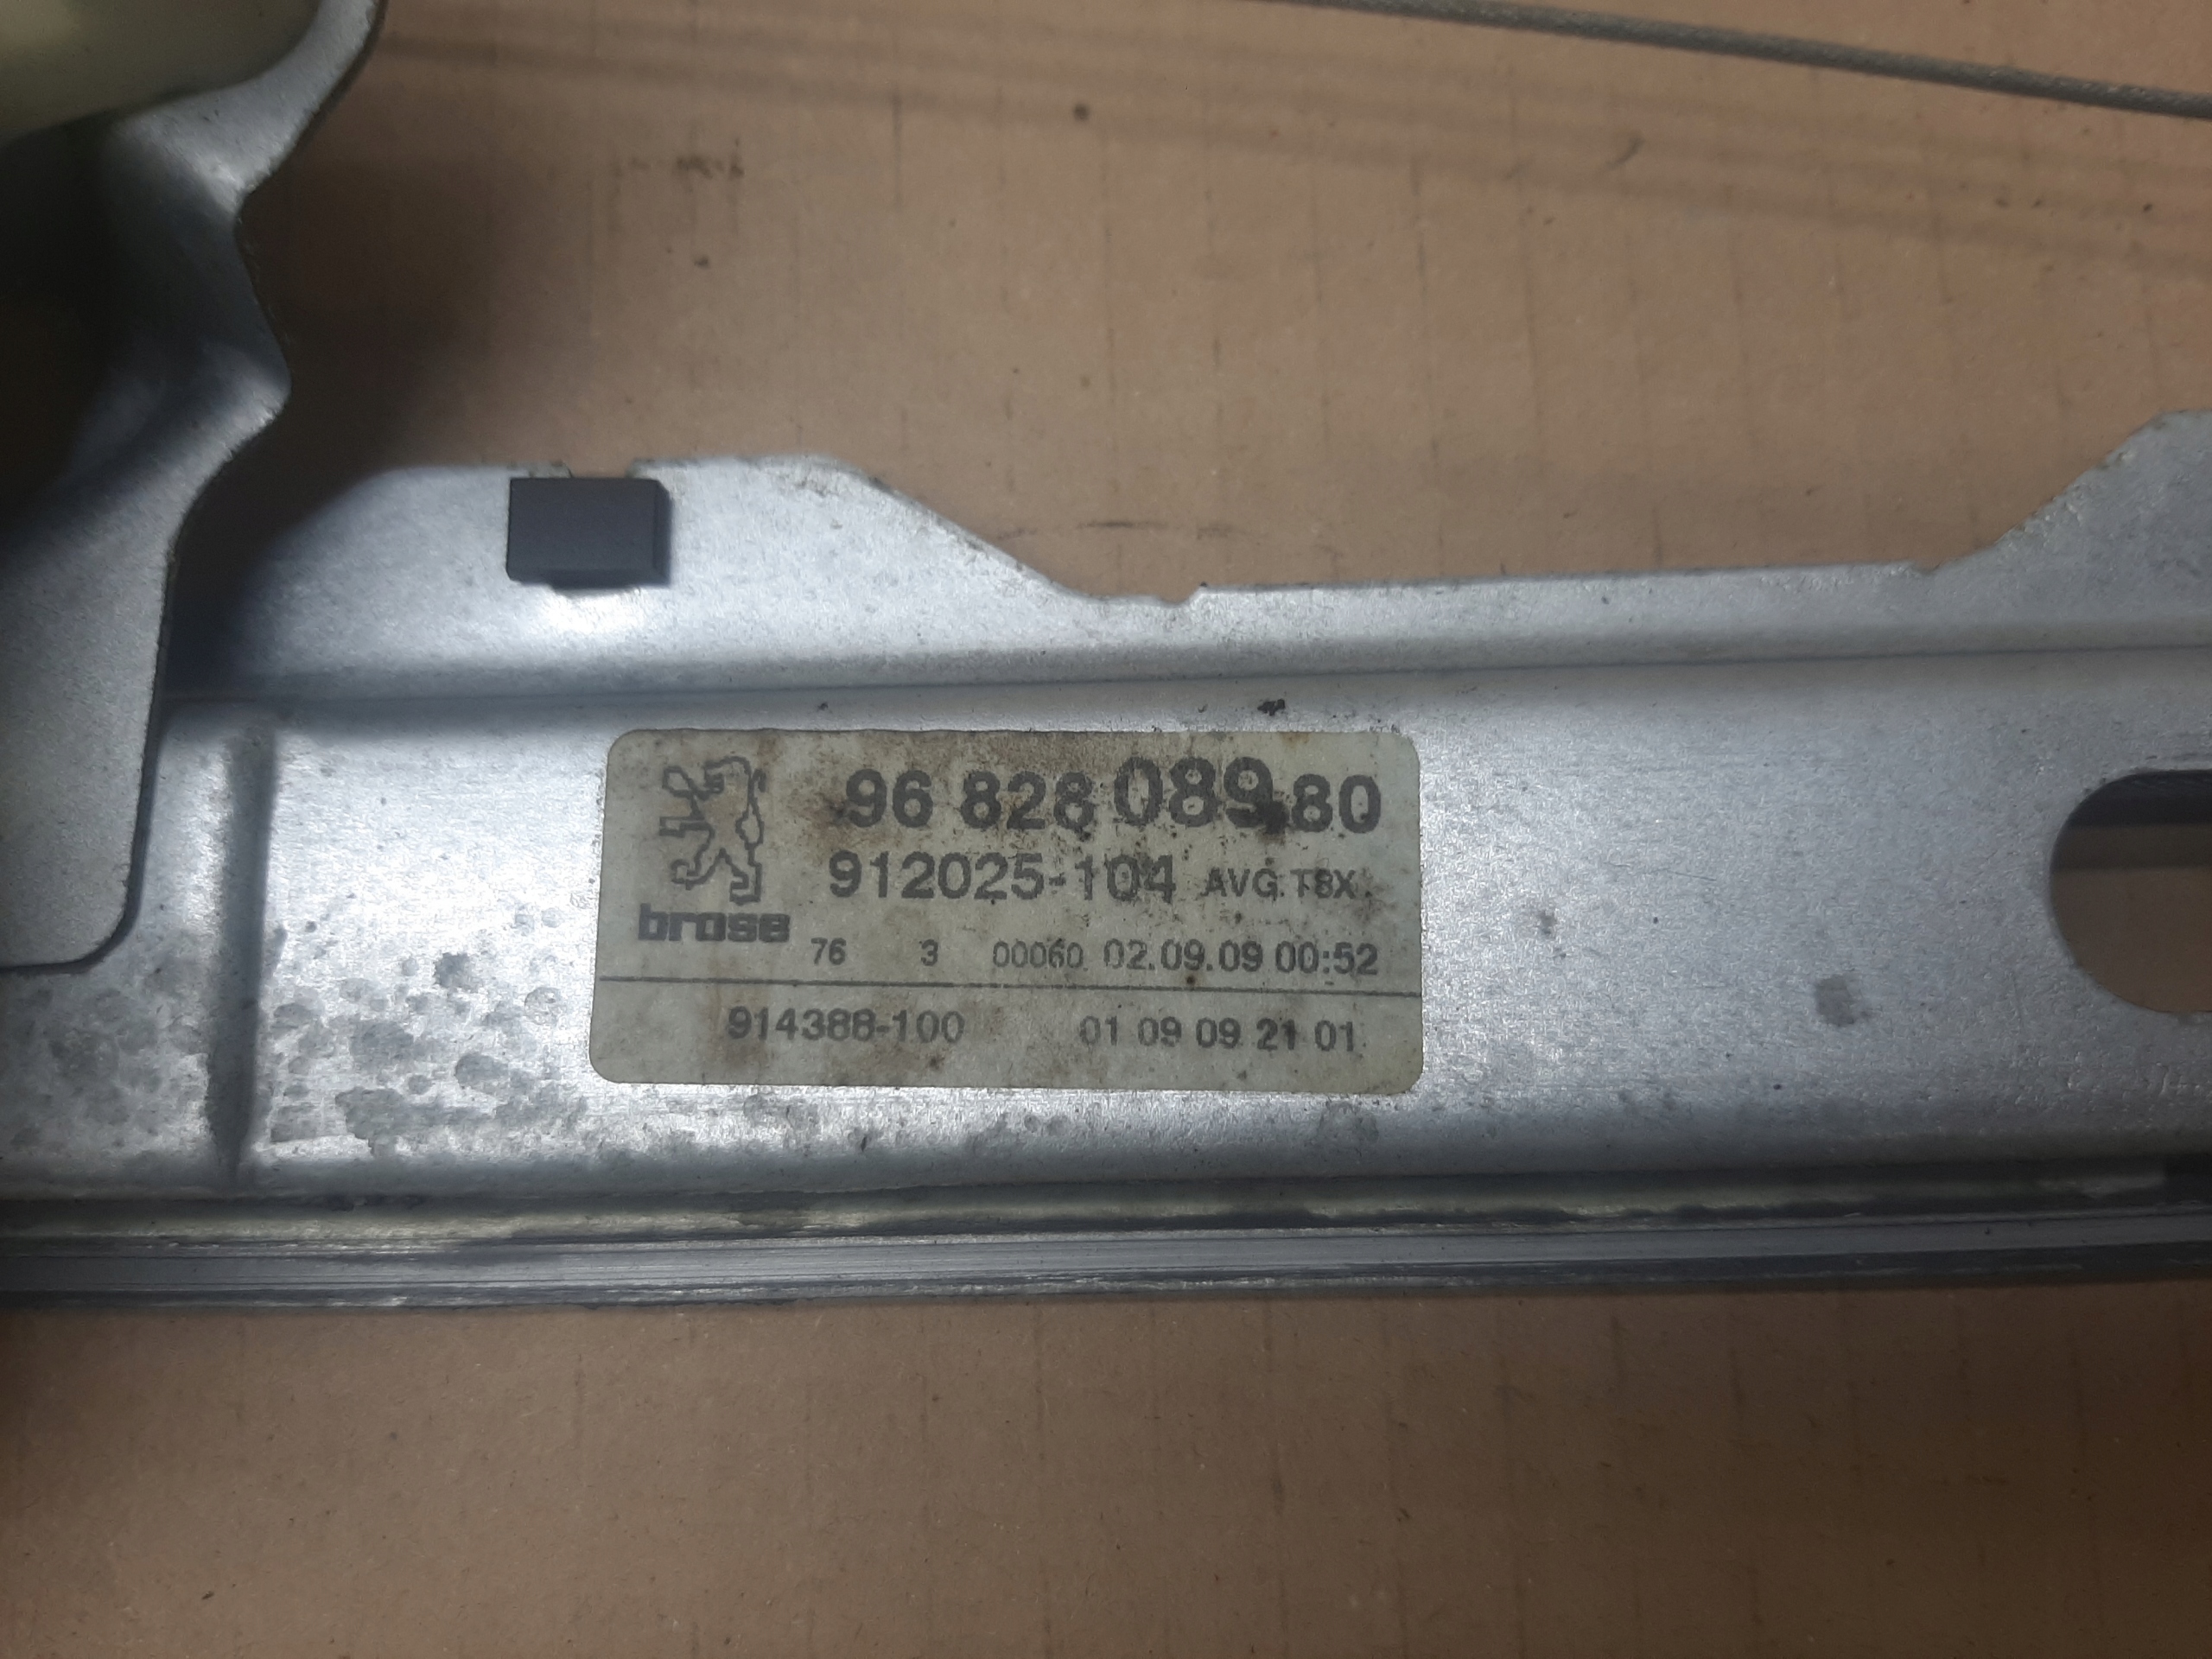 96 828 089 80
912025-104 AVG.T8X
brose
76 3 00060 02.09.09 00:52
914388-100 01 09 09 21 01